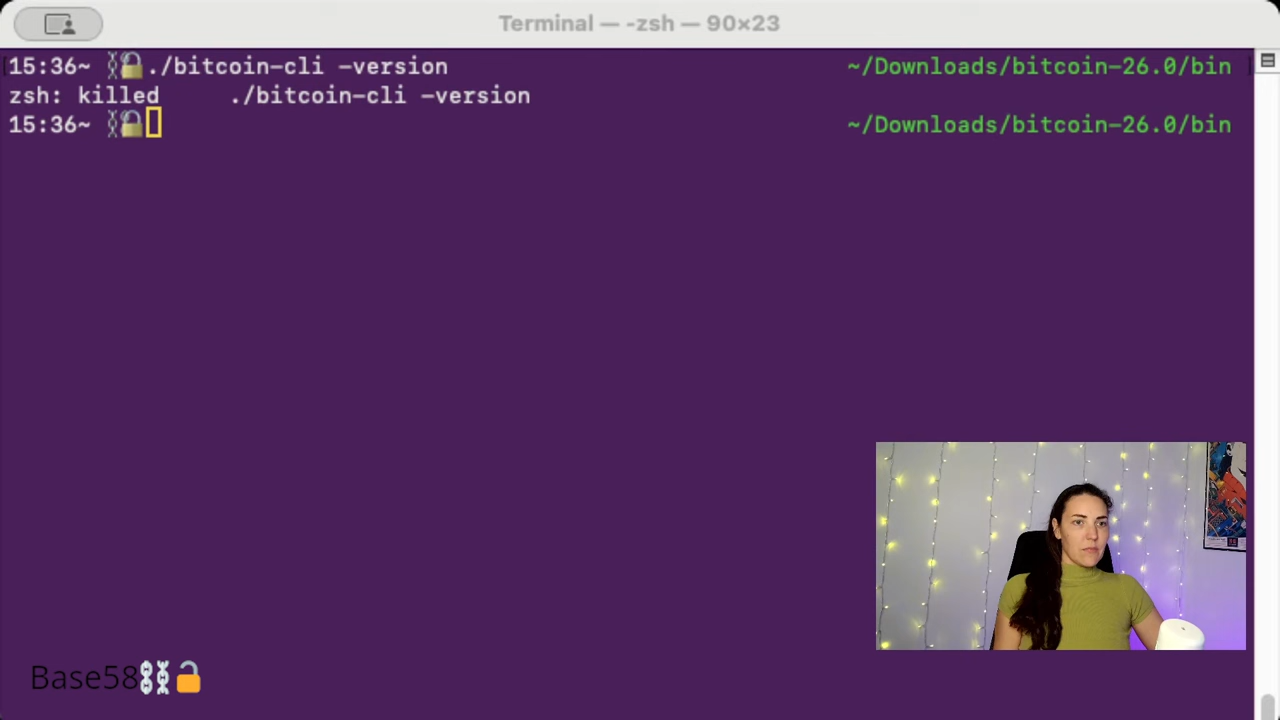 Terminal — -zsh — 90×23
15:36~ ⛓🔒./bitcoin-cli -version ~/Downloads/bitcoin-26.0/bin
zsh: killed     ./bitcoin-cli -version
15:36~ ⛓🔒 ~/Downloads/bitcoin-26.0/bin
Base58⛓🔓